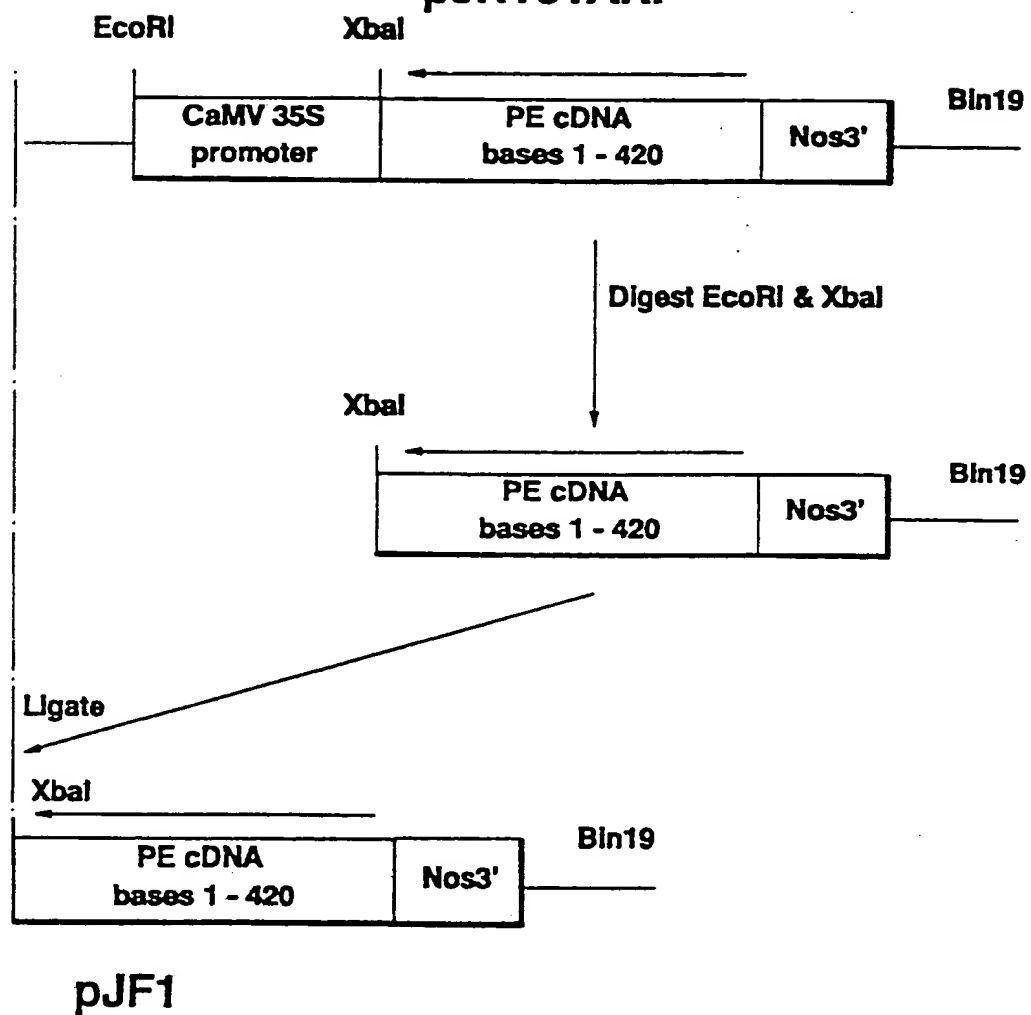 EcoRI XbaI
CaMV 35S
promoter
PE cDNA
bases 1 - 420
Nos3'
Bin19
Digest EcoRI & XbaI
XbaI
PE cDNA
bases 1 - 420
Nos3'
Bin19
Ligate
XbaI
PE cDNA
bases 1 - 420
Nos3'
Bin19
pJF1